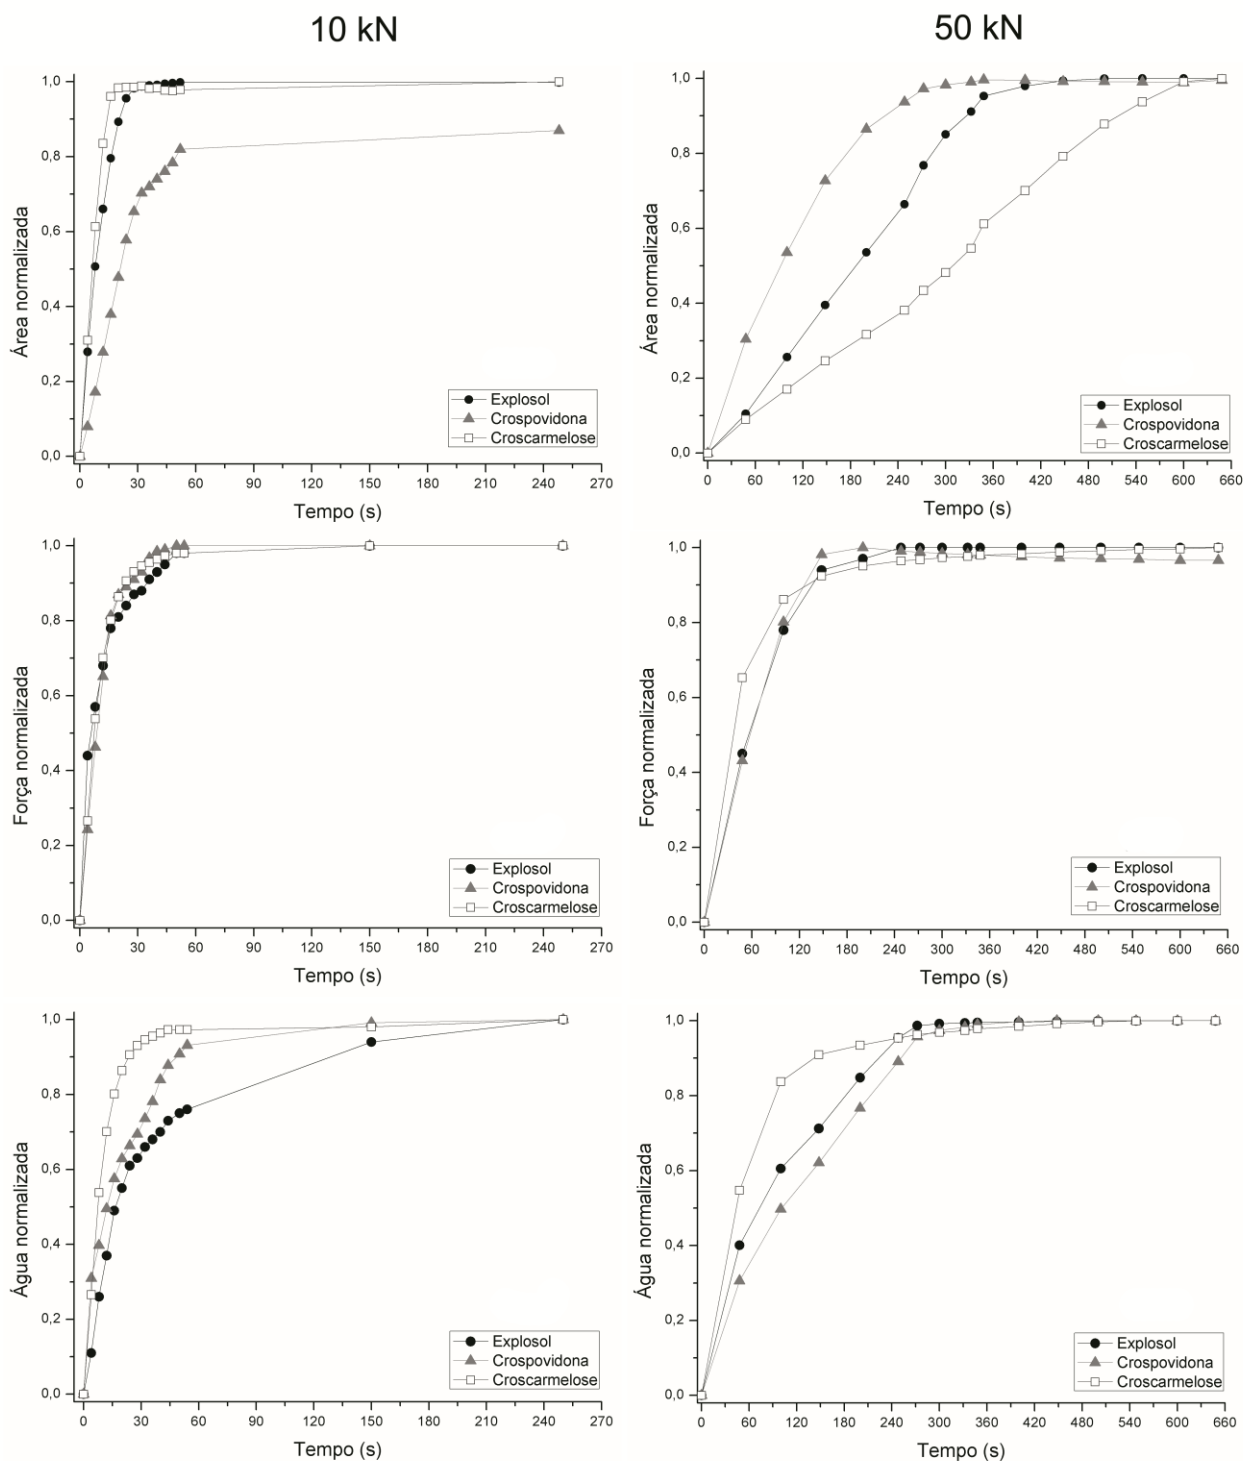 10 kN
50 kN
1,0
0,8
0,6
0,4
0,2
0,0
Área normalizada
0 30 60 90 120 150 180 210 240 270
Tempo (s)
Explosol
Crospovidona
Croscarmelose
1,0
0,8
0,6
0,4
0,2
0,0
Área normalizada
0 60 120 180 240 300 360 420 480 540 600 660
Tempo (s)
Explosol
Crospovidona
Croscarmelose
1,0
0,8
0,6
0,4
0,2
0,0
Força normalizada
0 30 60 90 120 150 180 210 240 270
Tempo (s)
Explosol
Crospovidona
Croscarmelose
1,0
0,8
0,6
0,4
0,2
0,0
Força normalizada
0 60 120 180 240 300 360 420 480 540 600 660
Tempo (s)
Explosol
Crospovidona
Croscarmelose
1,0
0,8
0,6
0,4
0,2
0,0
Água normalizada
0 30 60 90 120 150 180 210 240 270
Tempo (s)
Explosol
Crospovidona
Croscarmelose
1,0
0,8
0,6
0,4
0,2
0,0
Água normalizada
0 60 120 180 240 300 360 420 480 540 600 660
Tempo (s)
Explosol
Crospovidona
Croscarmelose